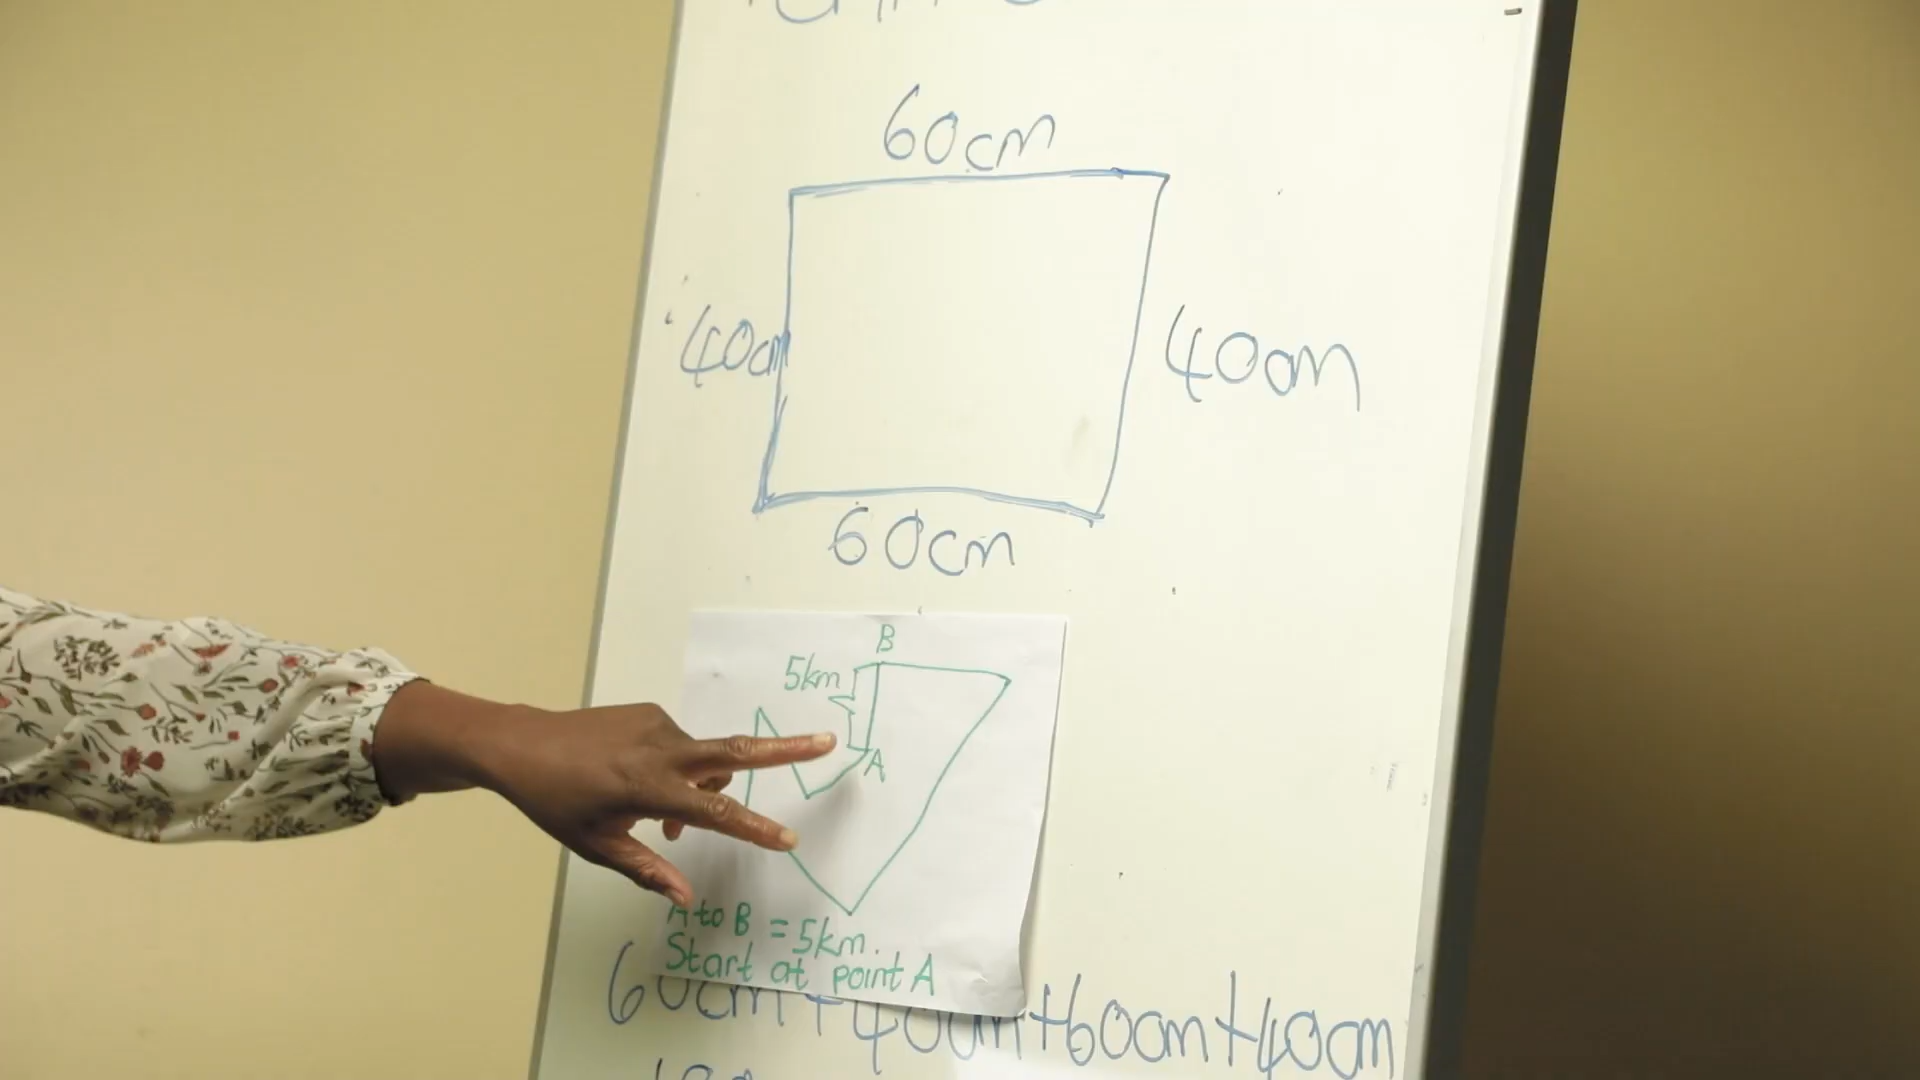 60cm
40cm
40cm
60cm
B
5km
A
A to B = 5km.
Start at point A
60cm + 40cm + 60cm + 40cm